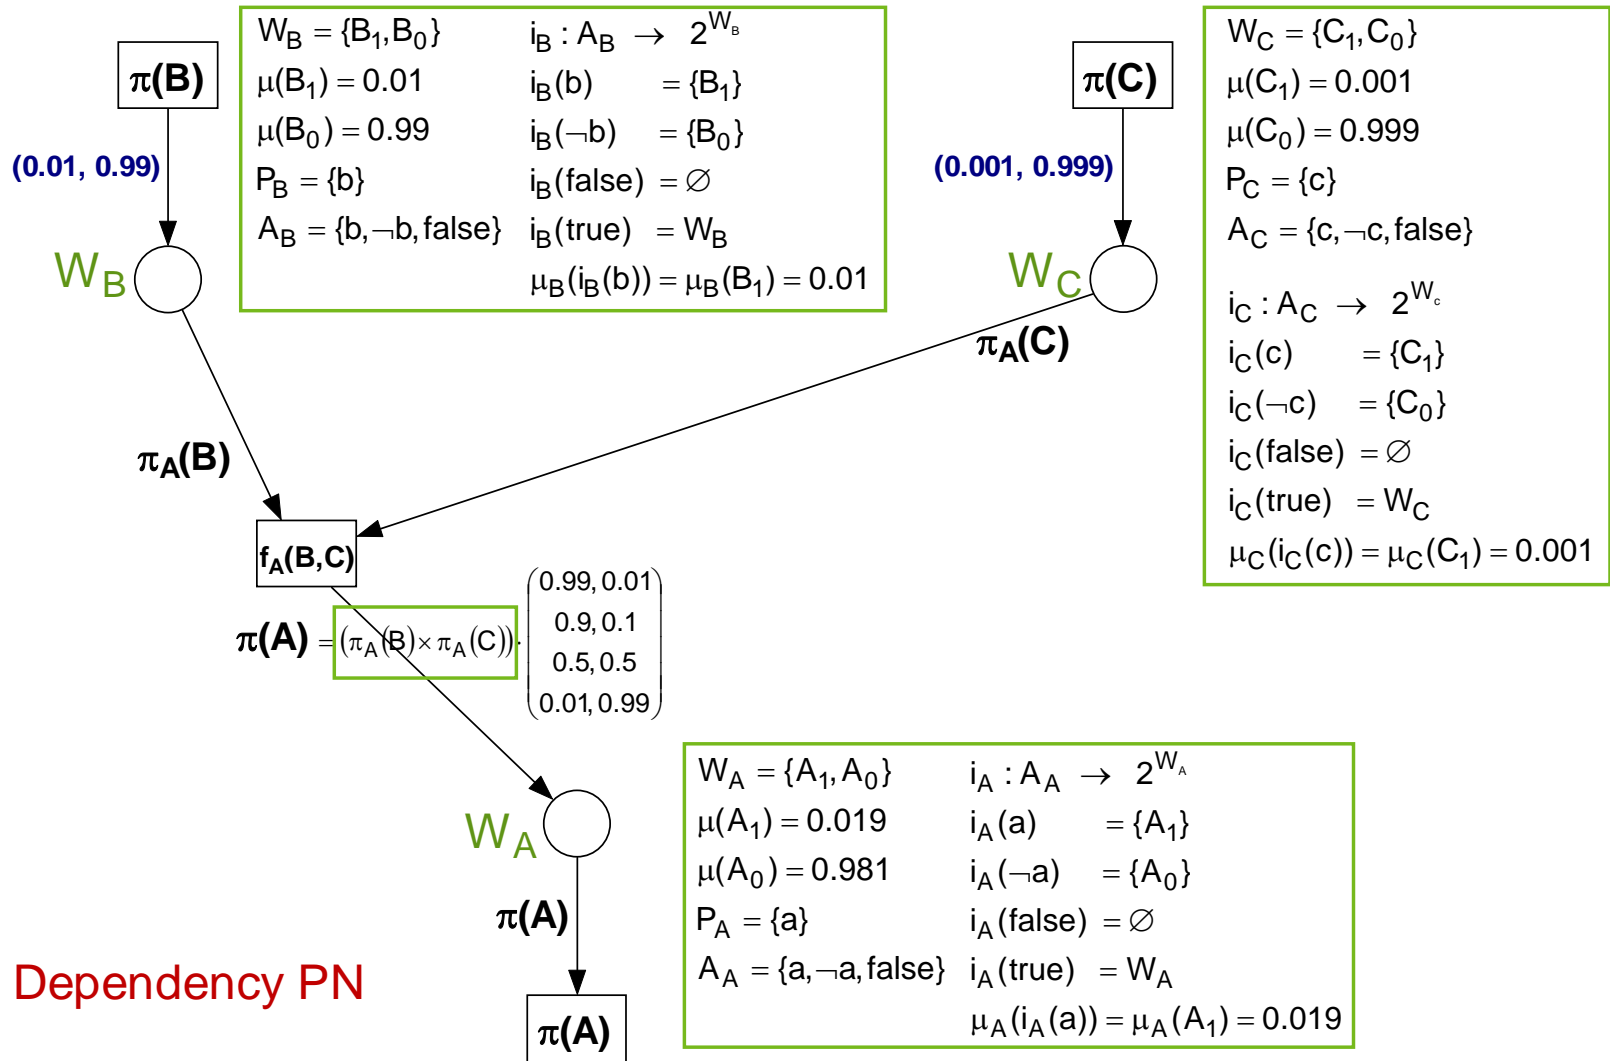 π(B)
(0.01, 0.99)
W_B
W_B = {B_1,B_0}
μ(B_1) = 0.01
μ(B_0) = 0.99
P_B = {b}
A_B = {b,¬b,false}
i_B : A_B → 2^{W_B}
i_B(b) = {B_1}
i_B(¬b) = {B_0}
i_B(false) = ∅
i_B(true) = W_B
μ_B(i_B(b)) = μ_B(B_1) = 0.01
π(C)
(0.001, 0.999)
W_C
W_C = {C_1,C_0}
μ(C_1) = 0.001
μ(C_0) = 0.999
P_C = {c}
A_C = {c,¬c,false}
i_C : A_C → 2^{W_c}
i_C(c) = {C_1}
i_C(¬c) = {C_0}
i_C(false) = ∅
i_C(true) = W_C
μ_C(i_C(c)) = μ_C(C_1) = 0.001
π_A(C)
π_A(B)
f_A(B,C)
π(A) = (π_A(B) × π_A(C)) ·
0.99, 0.01
0.9, 0.1
0.5, 0.5
0.01, 0.99
W_A
W_A = {A_1,A_0}
μ(A_1) = 0.019
μ(A_0) = 0.981
P_A = {a}
A_A = {a,¬a,false}
i_A : A_A → 2^{W_A}
i_A(a) = {A_1}
i_A(¬a) = {A_0}
i_A(false) = ∅
i_A(true) = W_A
μ_A(i_A(a)) = μ_A(A_1) = 0.019
π(A)
Dependency PN
π(A)